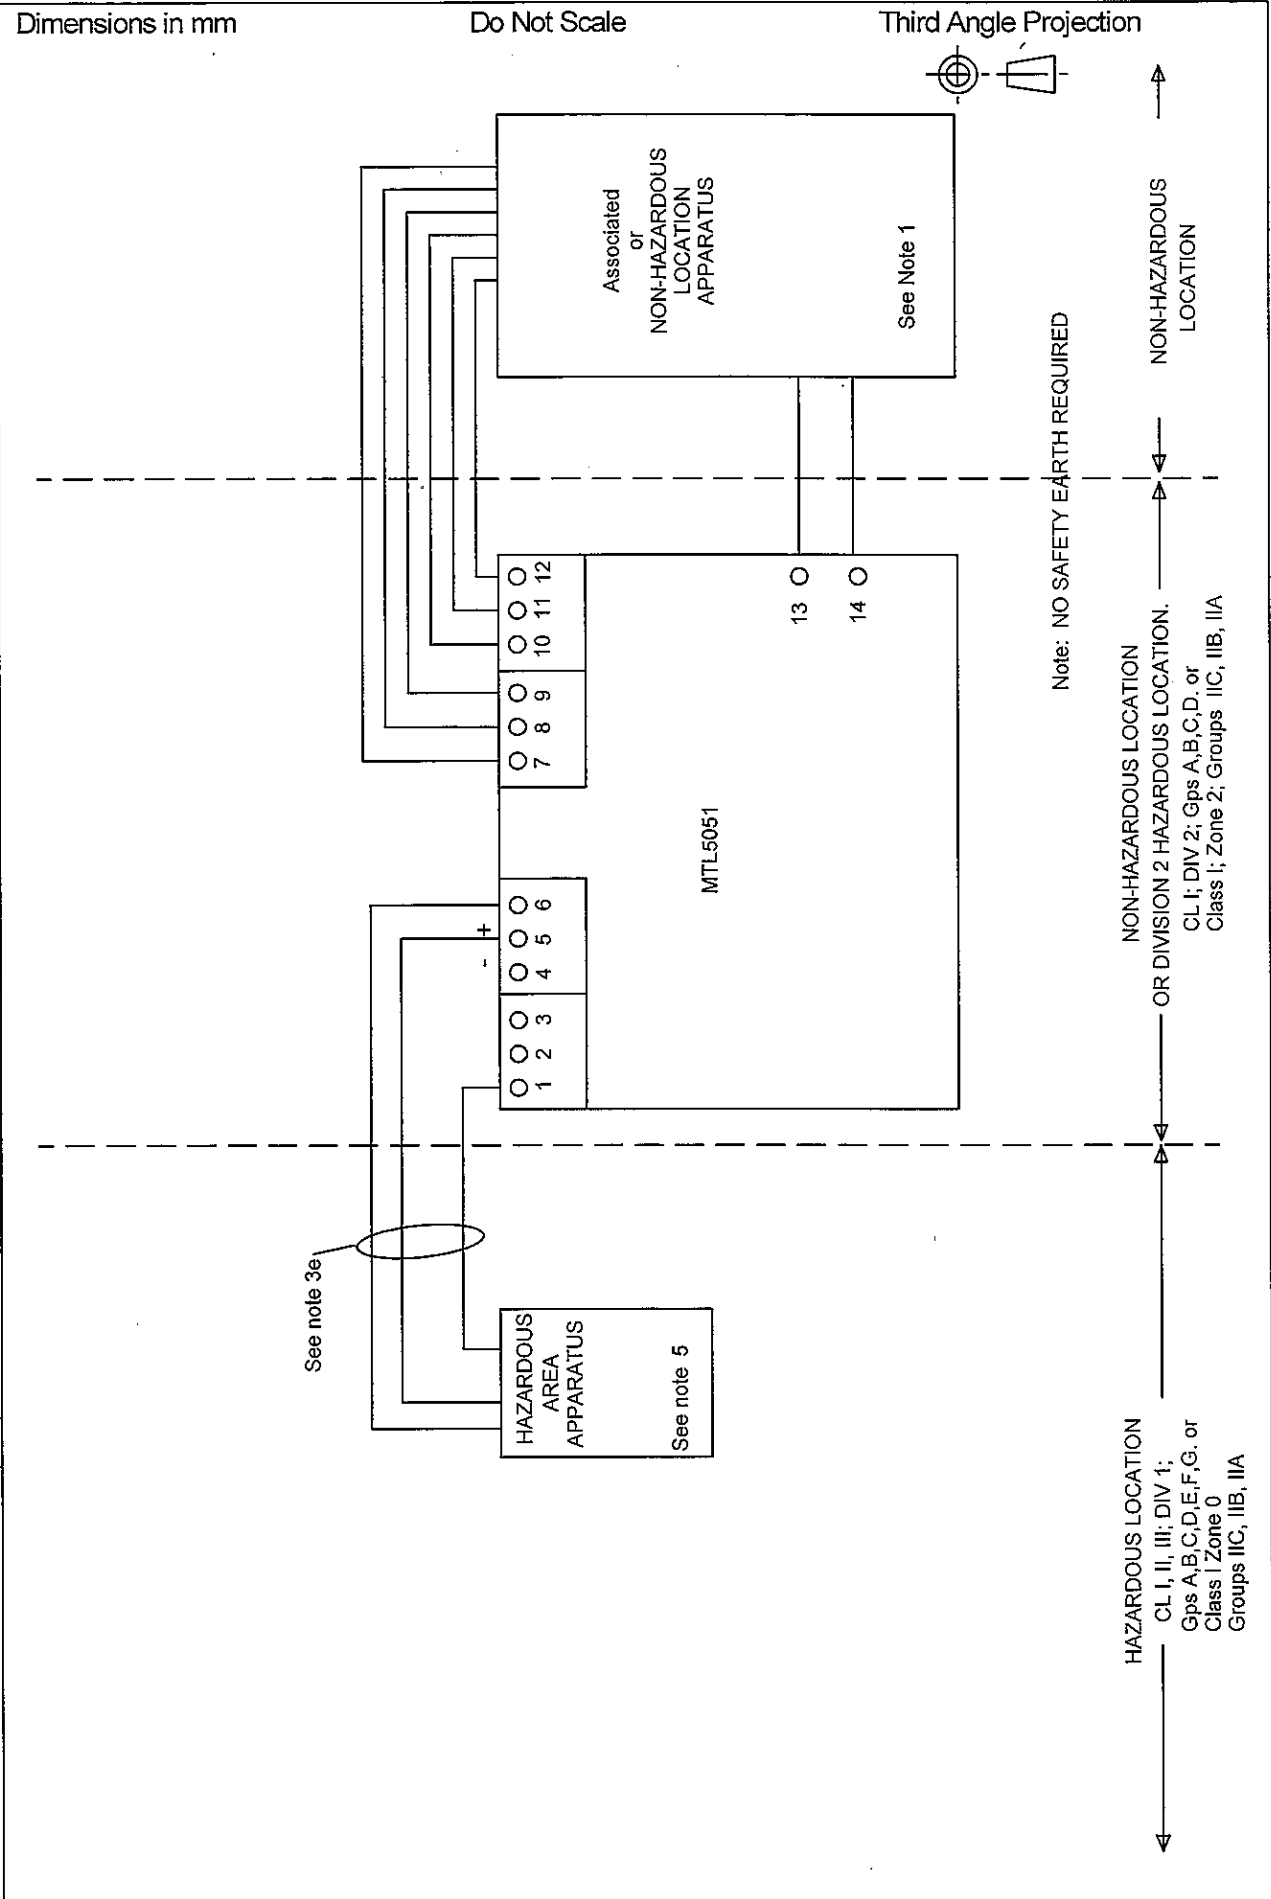 Dimensions in mm
Do Not Scale
Third Angle Projection
See note 3e
HAZARDOUS
AREA
APPARATUS
See note 5
1 2 3 4 5 6
- +
7 8 9 10 11 12
MTL5051
13
14
Associated
or
NON-HAZARDOUS
LOCATION
APPARATUS
See Note 1
Note: NO SAFETY EARTH REQUIRED
HAZARDOUS LOCATION
CL I, II, III; DIV 1;
Gps A,B,C,D,E,F,G. or
Class I Zone 0
Groups IIC, IIB, IIA
NON-HAZARDOUS LOCATION
OR DIVISION 2 HAZARDOUS LOCATION.
CL I; DIV 2; Gps A,B,C,D. or
Class I; Zone 2; Groups IIC, IIB, IIA
NON-HAZARDOUS
LOCATION